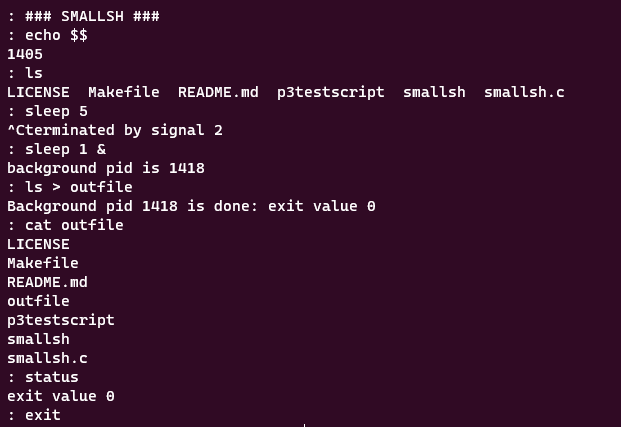 : ### SMALLSH ###
: echo $$
1405
: ls
LICENSE  Makefile  README.md  p3testscript  smallsh  smallsh.c
: sleep 5
^Cterminated by signal 2
: sleep 1 &
background pid is 1418
: ls > outfile
Background pid 1418 is done: exit value 0
: cat outfile
LICENSE
Makefile
README.md
outfile
p3testscript
smallsh
smallsh.c
: status
exit value 0
: exit